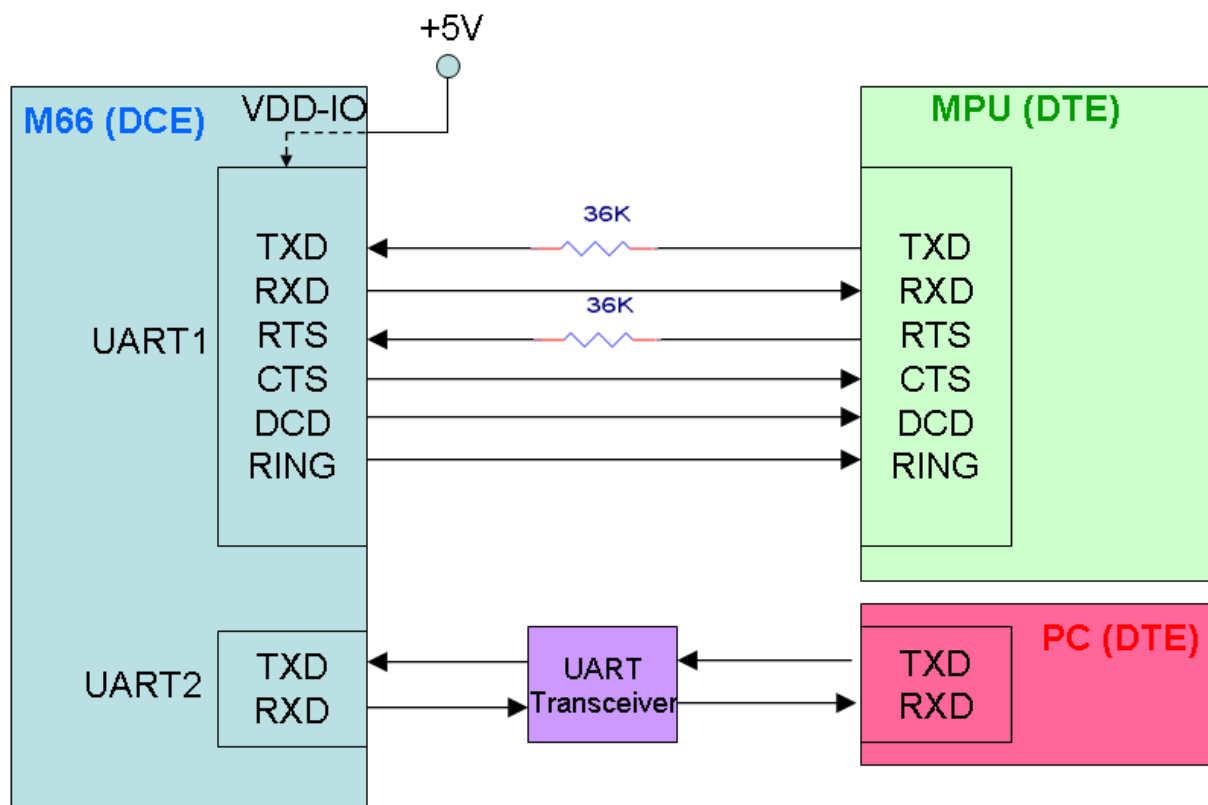 +5V
M66 (DCE)
VDD-IO
MPU (DTE)
UART1
TXD
RXD
RTS
CTS
DCD
RING
36K
36K
TXD
RXD
RTS
CTS
DCD
RING
UART2
TXD
RXD
UART
Transceiver
PC (DTE)
TXD
RXD